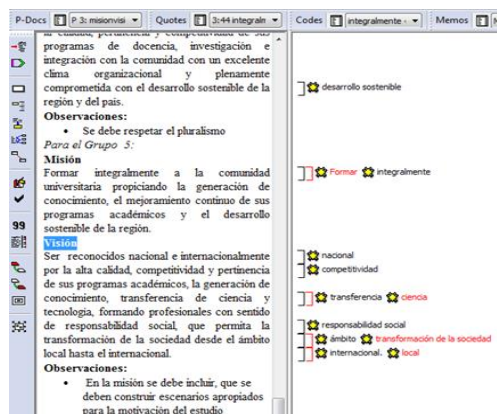 P-Docs P 3: misionvisi Quotes 3:44 integraln Codes integralmente - Memos
la calidad, pertinencia y competitividad de sus
programas de docencia, investigación e
integración con la comunidad con un excelente
clima organizacional y plenamente
comprometida con el desarrollo sostenible de la
región y del pais.
Observaciones:
• Se debe respetar el pluralismo
Para el Grupo 5:
Misión
Formar integralmente a la comunidad
universitaria propiciando la generación de
conocimiento, el mejoramiento continuo de sus
programas académicos y el desarrollo
sostenible de la región.
Visión
Ser reconocidos nacional e internacionalmente
por la alta calidad, competitividad y pertinencia
de sus programas académicos, la generación de
conocimiento, transferencia de ciencia y
tecnología, formando profesionales con sentido
de responsabilidad social, que permita la
transformación de la sociedad desde el ámbito
local hasta el internacional.
Observaciones:
• En la misión se debe incluir, que se
deben construir escenarios apropiados
para la motivación del estudio
desarrollo sostenible
Formar integralmente
nacional
competitividad
transferencia ciencia
responsabilidad social
ámbito transformación de la sociedad
internacional. local
99